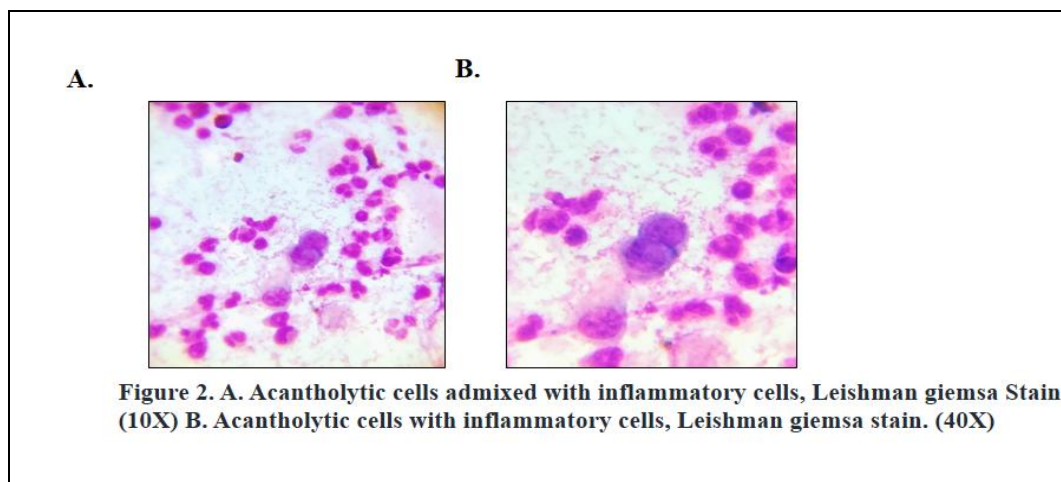 A.
B.
Figure 2. A. Acantholytic cells admixed with inflammatory cells, Leishman giemsa Stain
(10X) B. Acantholytic cells with inflammatory cells, Leishman giemsa stain. (40X)